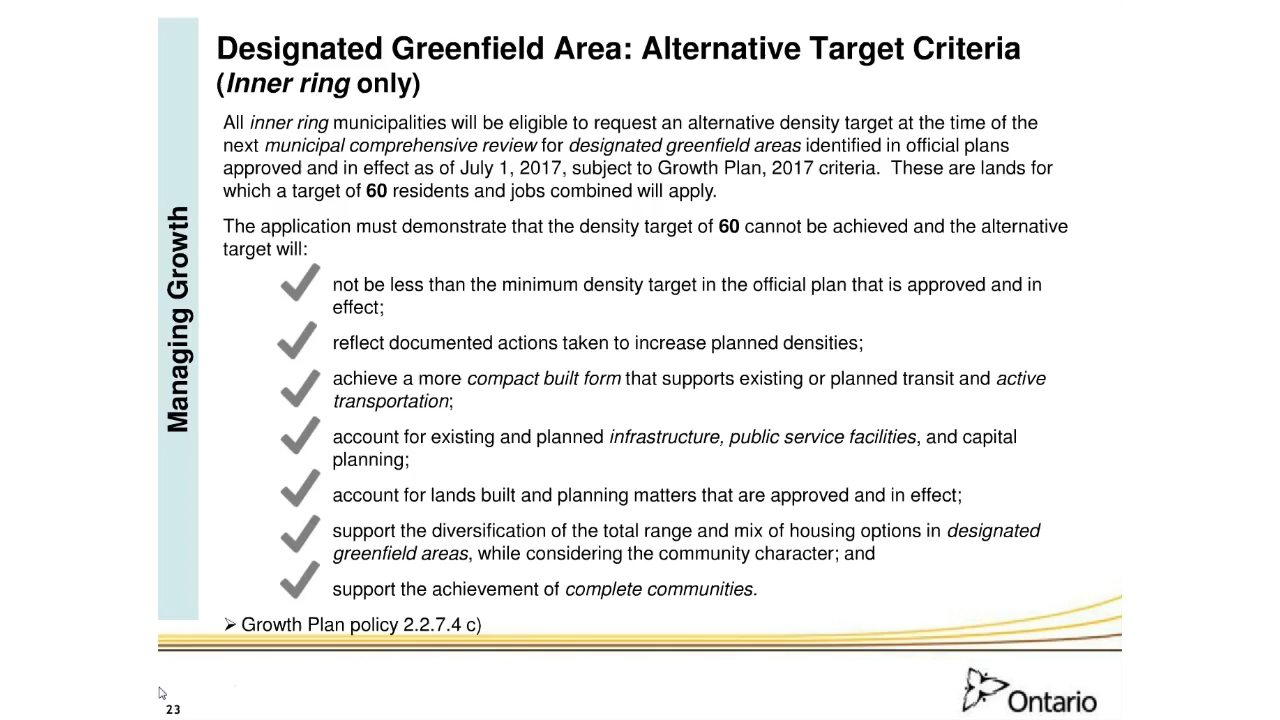 Designated Greenfield Area: Alternative Target Criteria
(Inner ring only)
All inner ring municipalities will be eligible to request an alternative density target at the time of the
next municipal comprehensive review for designated greenfield areas identified in official plans
approved and in effect as of July 1, 2017, subject to Growth Plan, 2017 criteria. These are lands for
which a target of 60 residents and jobs combined will apply.
The application must demonstrate that the density target of 60 cannot be achieved and the alternative
target will:
not be less than the minimum density target in the official plan that is approved and in
effect;
reflect documented actions taken to increase planned densities;
achieve a more compact built form that supports existing or planned transit and active
transportation;
account for existing and planned infrastructure, public service facilities, and capital
planning;
account for lands built and planning matters that are approved and in effect;
support the diversification of the total range and mix of housing options in designated
greenfield areas, while considering the community character; and
support the achievement of complete communities.
➢ Growth Plan policy 2.2.7.4 c)
Managing Growth
23
Ontario